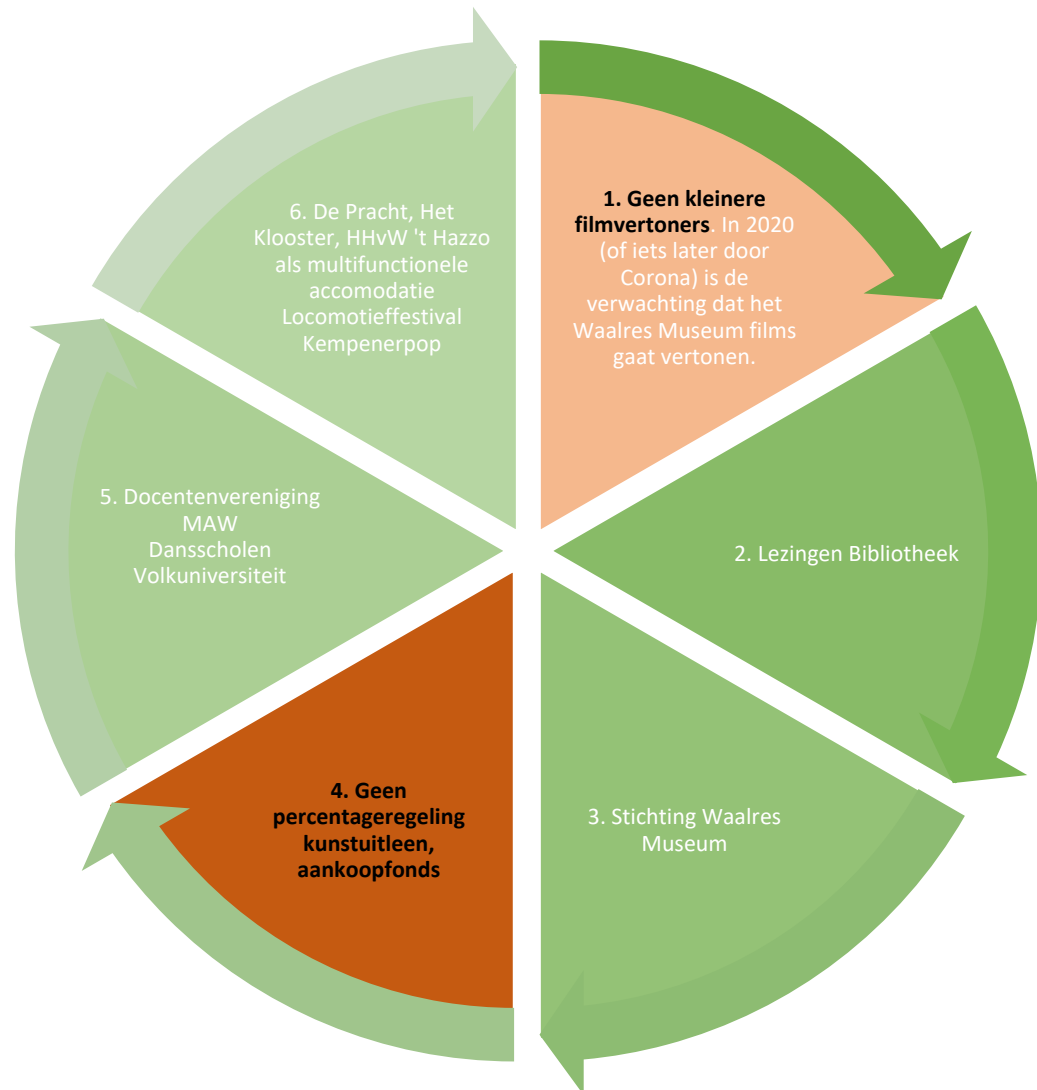 1. Geen kleinere
filmvertoners. In 2020
(of iets later door
Corona) is de
verwachting dat het
Waalres Museum films
gaat vertonen.
2. Lezingen Bibliotheek
3. Stichting Waalres
Museum
4. Geen
percentageregeling
kunstuitleen,
aankoopfonds
5. Docentenvereniging
MAW
Dansscholen
Volkuniversiteit
6. De Pracht, Het
Klooster, HHvW 't Hazzo
als multifunctionele
accomodatie
Locomotieffestival
Kempenerpop